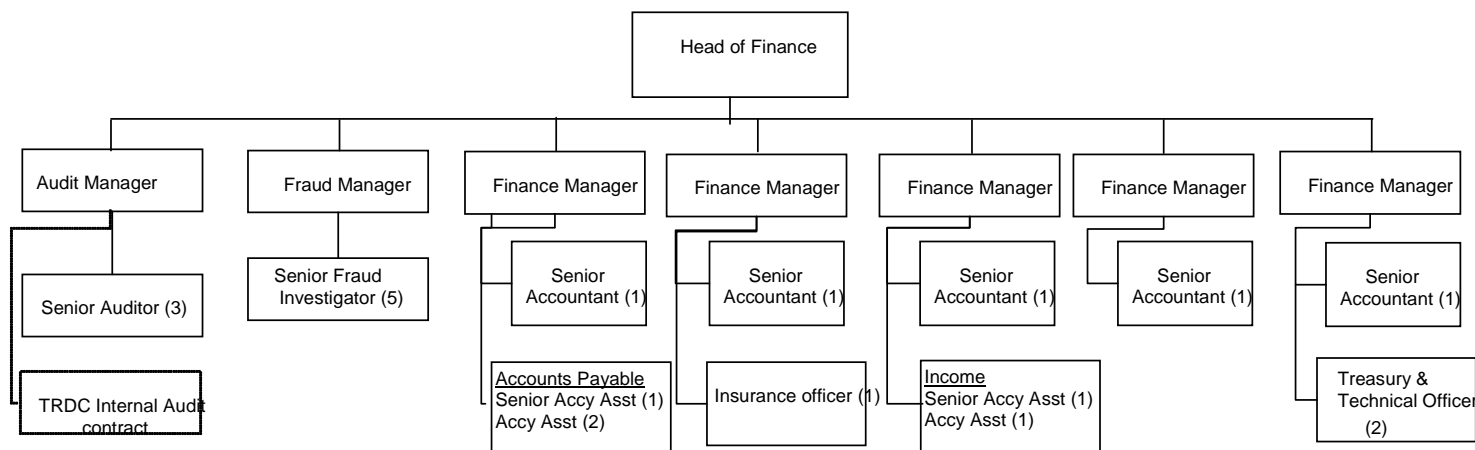 Head of Finance
Audit Manager
Fraud Manager
Finance Manager
Finance Manager
Finance Manager
Finance Manager
Finance Manager
Senior Auditor (3)
TRDC Internal Audit
contract
Senior Fraud
Investigator (5)
Senior
Accountant (1)
Accounts Payable
Senior Accy Asst (1)
Accy Asst (2)
Senior
Accountant (1)
Insurance officer (1)
Senior
Accountant (1)
Income
Senior Accy Asst (1)
Accy Asst (1)
Senior
Accountant (1)
Senior
Accountant (1)
Treasury &
Technical Officer
(2)